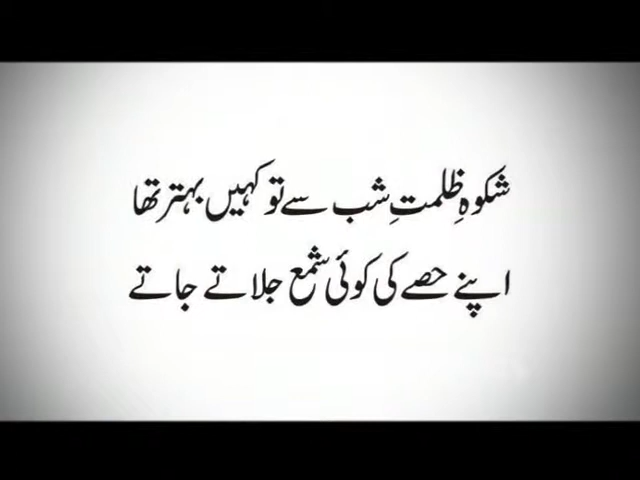 شکوہِ ظلمتِ شب سے تو کہیں بہتر تھا
اپنے حصے کی کوئی شمع جلاتے جاتے